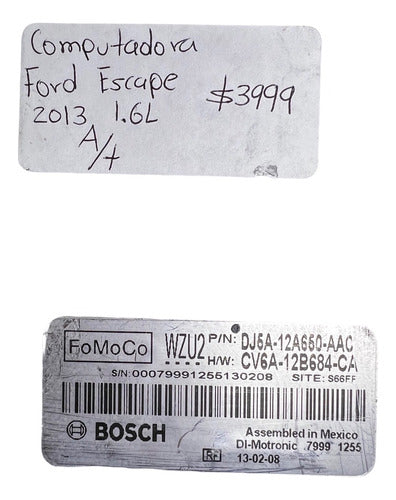 Computadora
Ford Escape
2013 1.6L $3999
A/t
FoMoCo WZU2 P/N: DJ5A-12A650-AAC
H/W: CV6A-12B684-CA
S/N: 00079991255130208 SITE: S66FF
BOSCH Assembled in Mexico
DI-Motronic 7999 1255
13-02-08